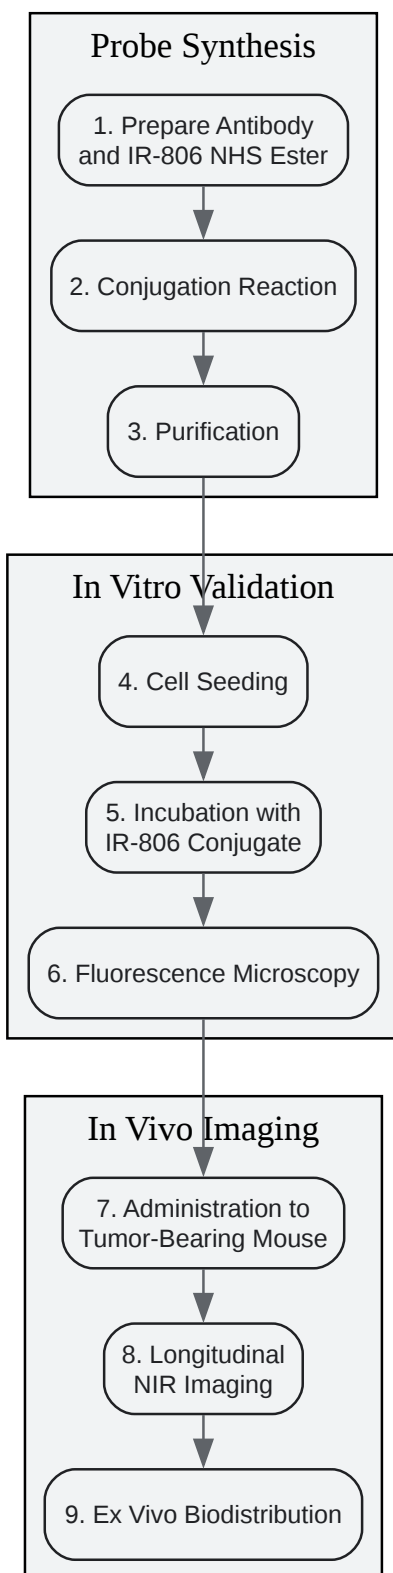 Probe Synthesis
1. Prepare Antibody
and IR-806 NHS Ester
2. Conjugation Reaction
3. Purification
In Vitro Validation
4. Cell Seeding
5. Incubation with
IR-806 Conjugate
6. Fluorescence Microscopy
In Vivo Imaging
7. Administration to
Tumor-Bearing Mouse
8. Longitudinal
NIR Imaging
9. Ex Vivo Biodistribution